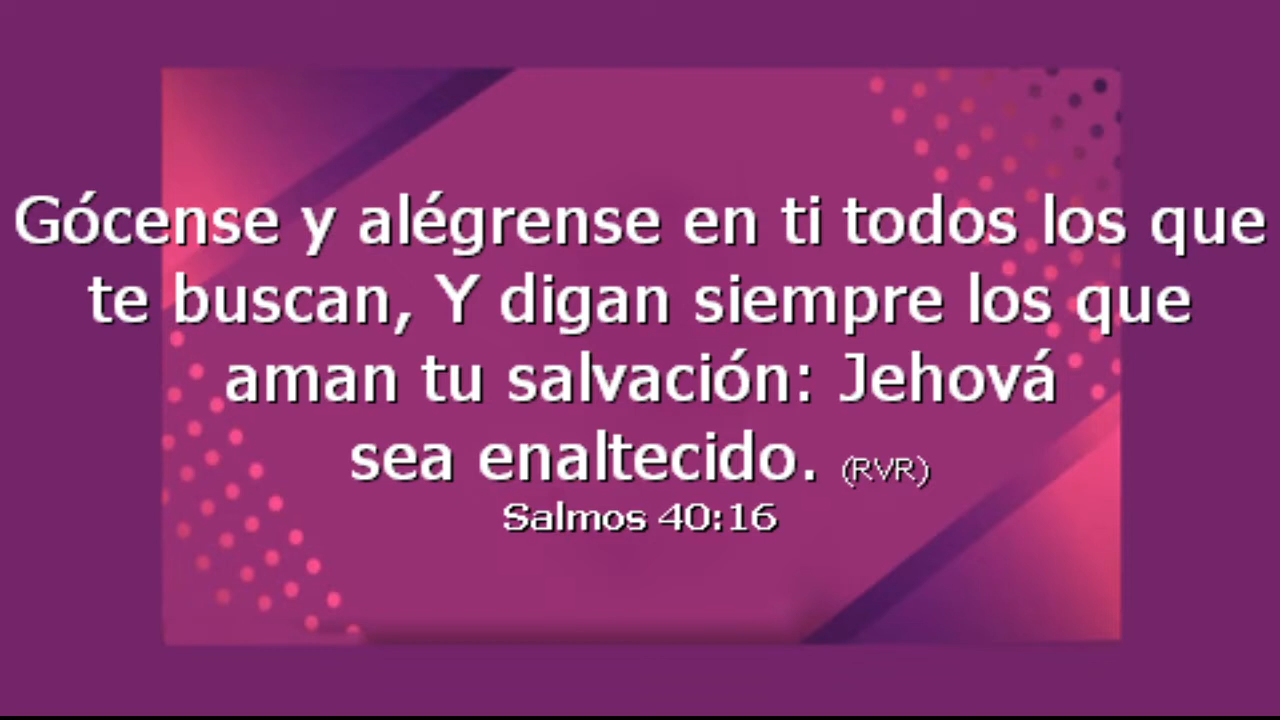 Gócense y alégrense en ti todos los que
te buscan, Y digan siempre los que
aman tu salvación: Jehová
sea enaltecido. (RVR)
Salmos 40:16